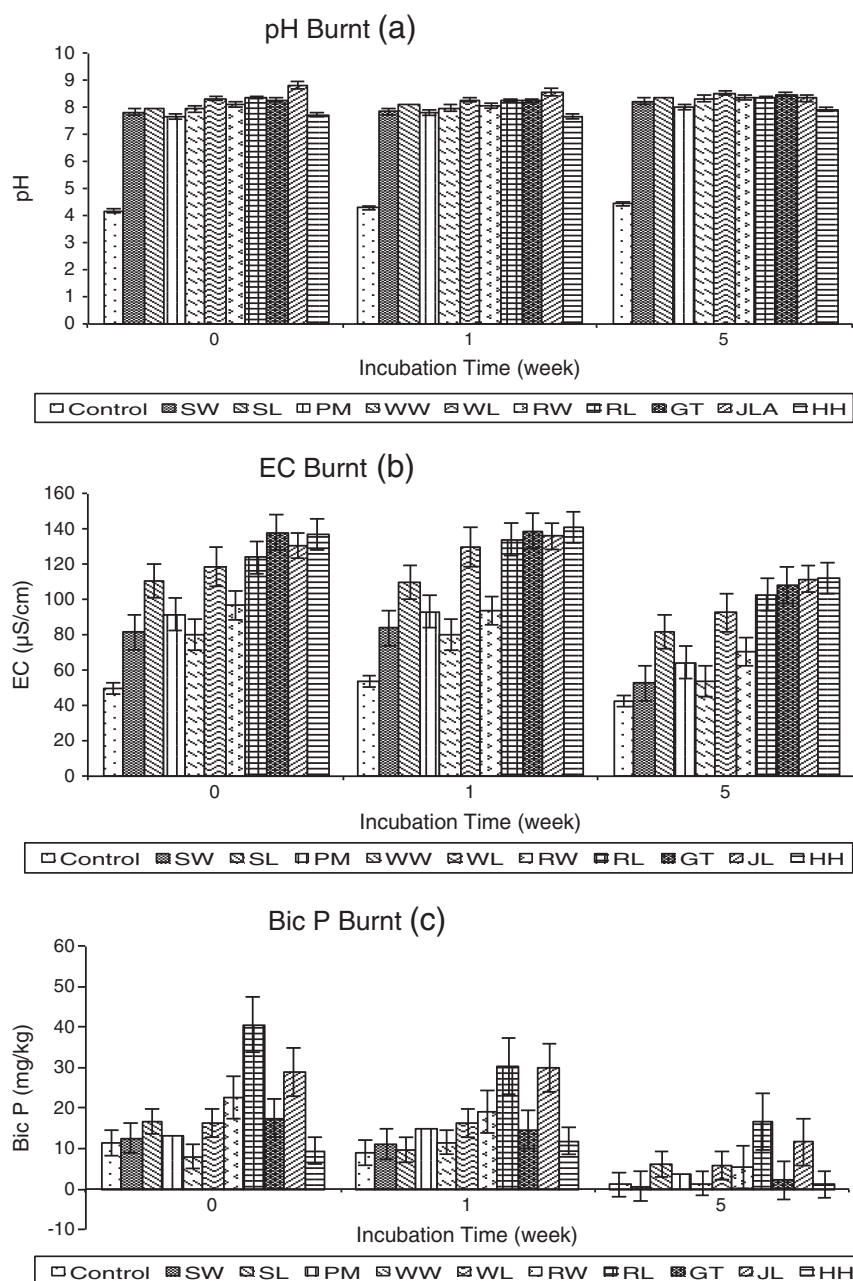 pH Burnt (a)
10
9
8
7
6
5
4
3
2
1
0
pH
0 1 5
Incubation Time (week)
Control SW SL PM WW WL RW RL GT JLA HH
EC Burnt (b)
160
140
120
100
80
60
40
20
0
EC (µS/cm)
0 1 5
Incubation Time (week)
Control SW SL PM WW WL RW RL GT JL HH
Bic P Burnt (c)
60
50
40
30
20
10
0
-10
Bic P (mg/kg)
0 1 5
Incubation Time (week)
Control SW SL PM WW WL RW RL GT JL HH